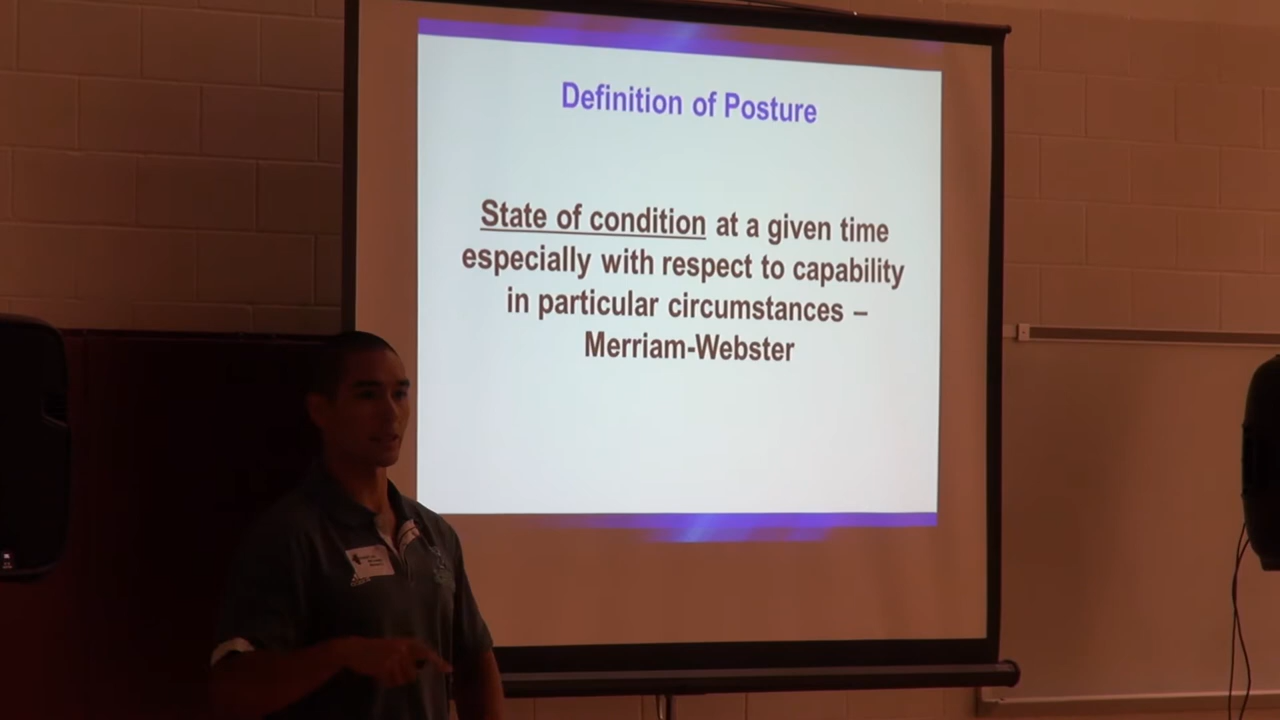 Definition of Posture
State of condition at a given time
especially with respect to capability
in particular circumstances –
Merriam-Webster